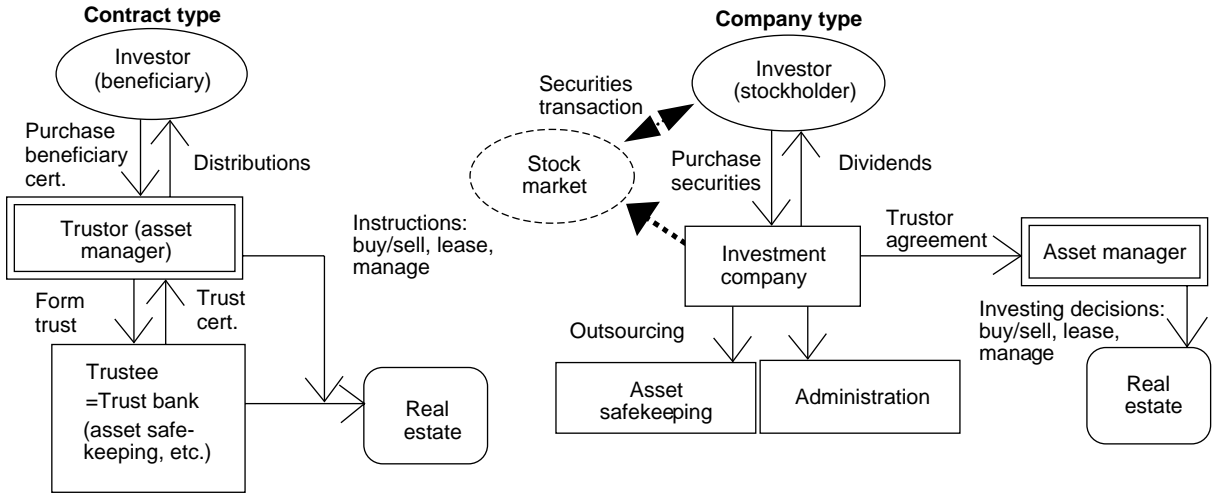 Contract type
Investor
(beneficiary)
Purchase
beneficiary
cert.
Distributions
Trustor (asset
manager)
Instructions:
buy/sell, lease,
manage
Form
trust
Trust
cert.
Trustee
=Trust bank
(asset safe-
keeping, etc.)
Real
estate
Company type
Investor
(stockholder)
Securities
transaction
Stock
market
Purchase
securities
Dividends
Investment
company
Trustor
agreement
Asset manager
Investing decisions:
buy/sell, lease,
manage
Outsourcing
Asset
safekeeping
Administration
Real
estate